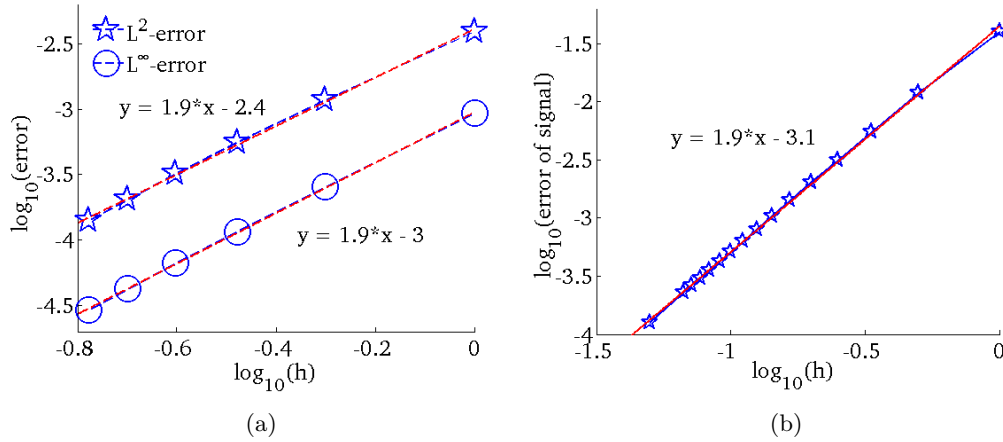 -2.5
-3
-3.5
-4
-4.5
-0.8
-0.6
-0.4
-0.2
0
log10(h)
log10(error)
L²-error
L∞-error
y = 1.9*x - 2.4
y = 1.9*x - 3
(a)
-1.5
-2
-2.5
-3
-3.5
-4
-1.5
-1
-0.5
0
log10(h)
log10(error of signal)
y = 1.9*x - 3.1
(b)